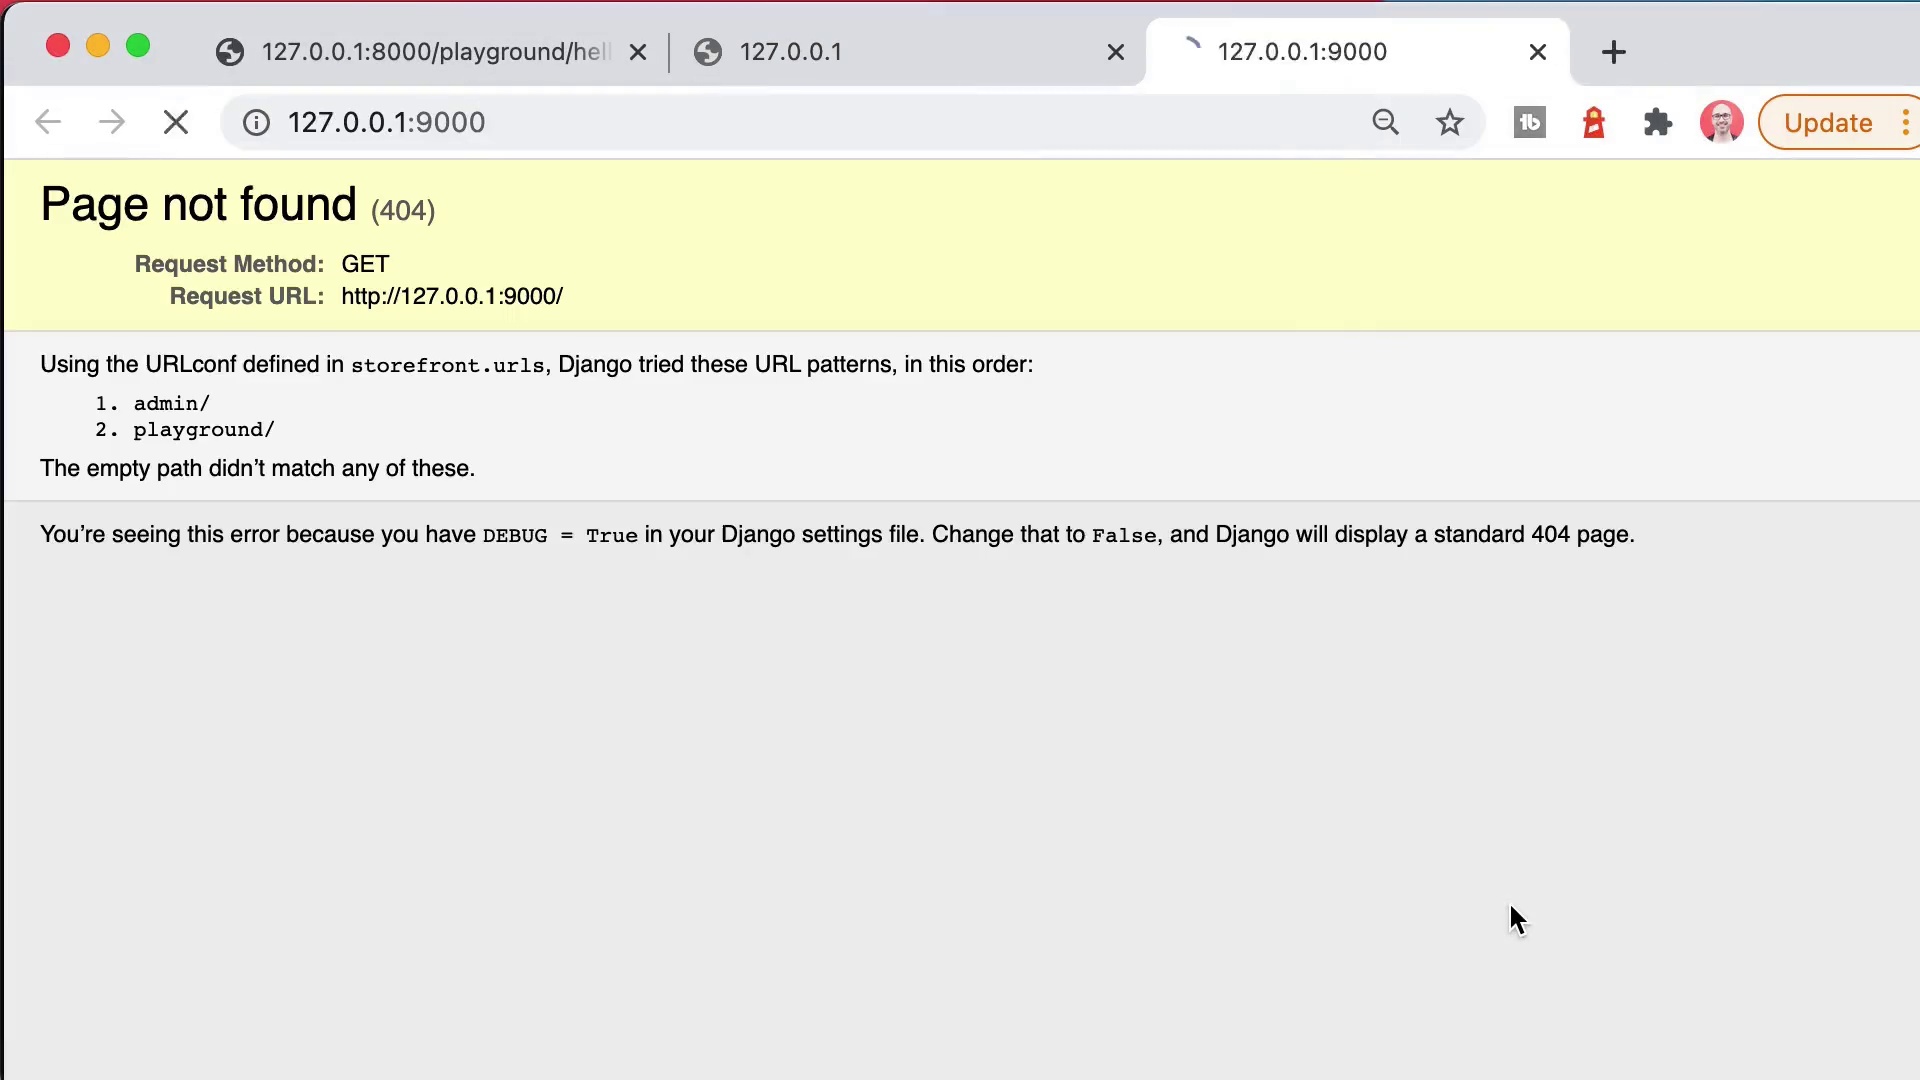 127.0.0.1:8000/playground/hell
127.0.0.1
127.0.0.1:9000
127.0.0.1:9000
Update
Page not found (404)
Request Method: GET
Request URL: http://127.0.0.1:9000/
Using the URLconf defined in storefront.urls, Django tried these URL patterns, in this order:
1. admin/
2. playground/
The empty path didn’t match any of these.
You’re seeing this error because you have DEBUG = True in your Django settings file. Change that to False, and Django will display a standard 404 page.